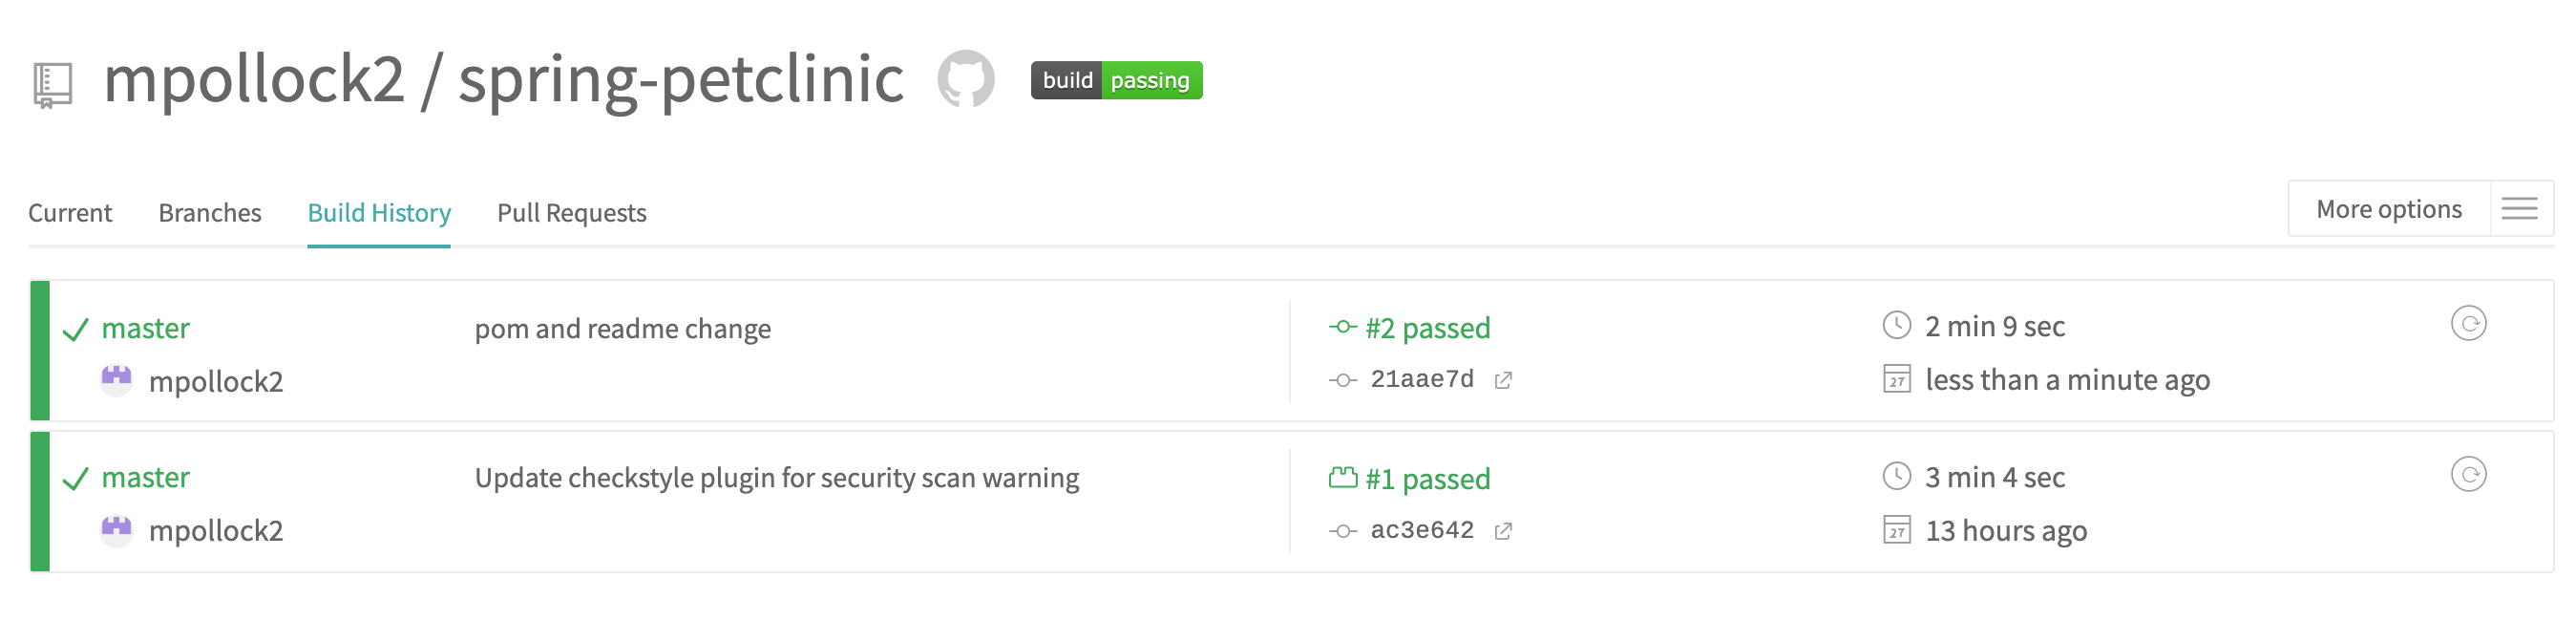 mpollock2 / spring-petclinic build passing
Current Branches Build History Pull Requests More options
master pom and readme change #2 passed 2 min 9 sec
mpollock2 21aae7d 27 less than a minute ago
master Update checkstyle plugin for security scan warning #1 passed 3 min 4 sec
mpollock2 ac3e642 27 13 hours ago